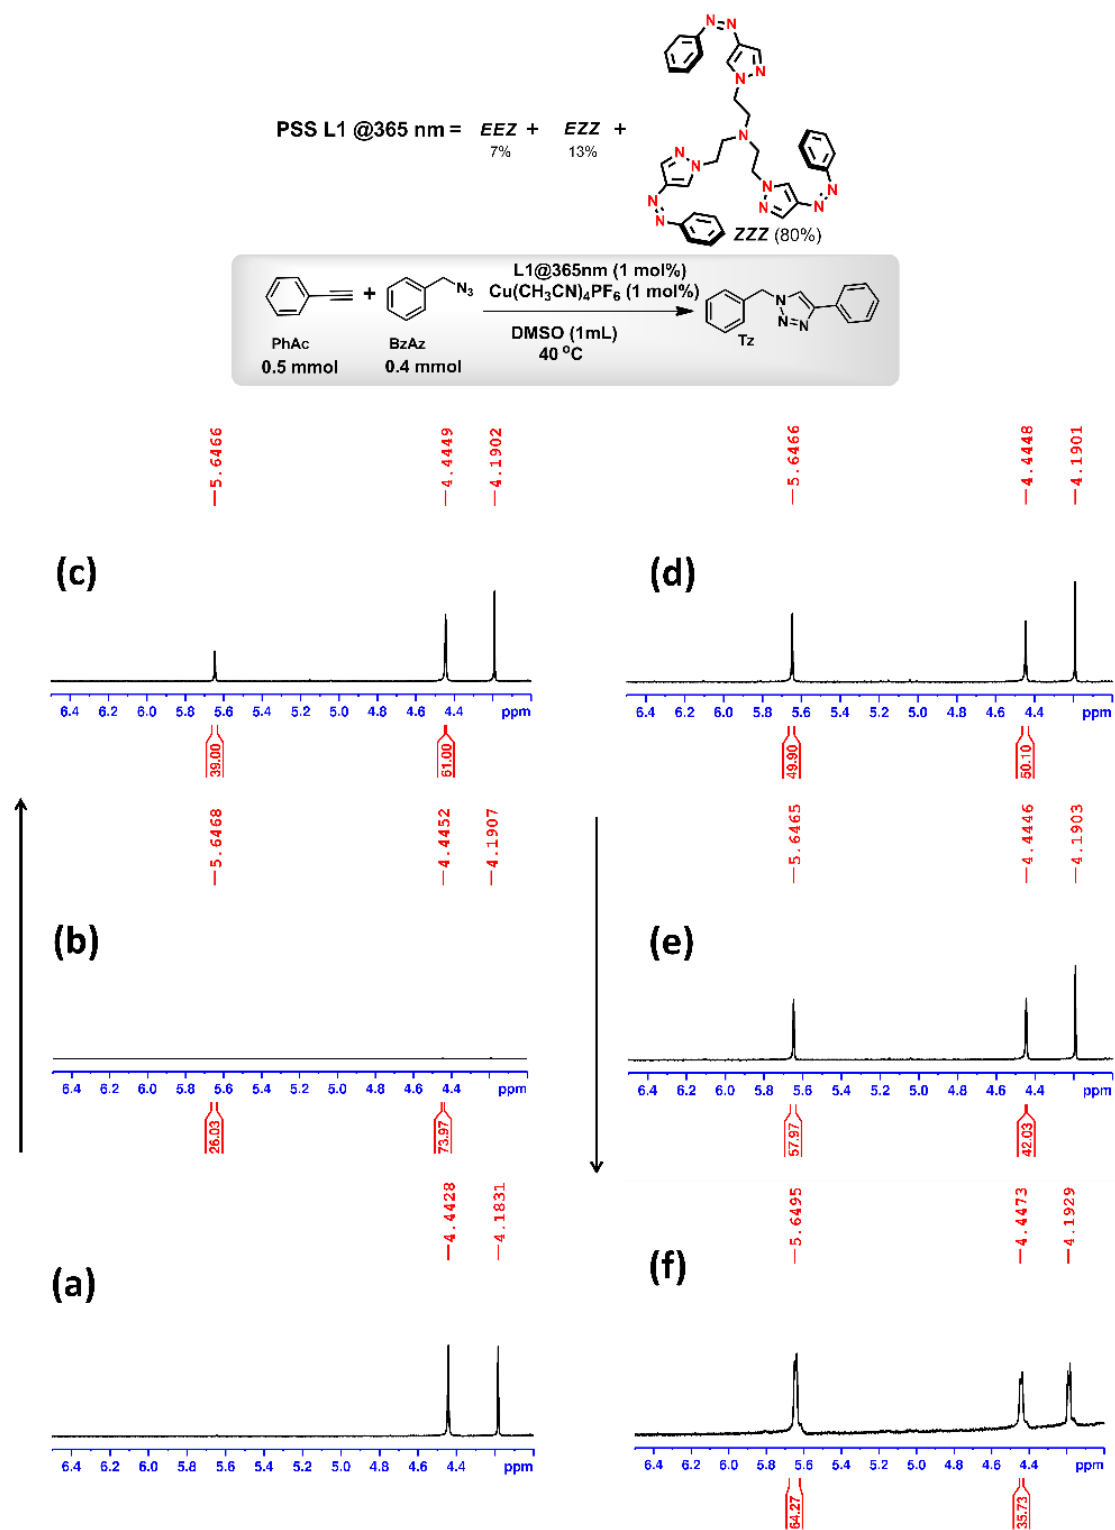 PSS L1 @365 nm = EEZ + EZZ +
7% 13%
N=N
N
N
N
N
N
N
N
N
N
N
N
N
N
N
ZZZ (80%)
PhAc
0.5 mmol
+
BzAz
0.4 mmol
N3
L1@365nm (1 mol%)
Cu(CH3CN)4PF6 (1 mol%)
DMSO (1mL)
40 °C
N
N=N
Tz
5.6466
4.4449
4.1902
(c)
6.4 6.2 6.0 5.8 5.6 5.4 5.2 5.0 4.8 4.6 4.4 ppm
39.00
61.00
5.6466
4.4448
4.1901
(d)
6.4 6.2 6.0 5.8 5.6 5.4 5.2 5.0 4.8 4.6 4.4 ppm
49.90
50.10
5.6468
4.4452
4.1907
(b)
6.4 6.2 6.0 5.8 5.6 5.4 5.2 5.0 4.8 4.6 4.4 ppm
26.03
73.97
5.6465
4.4446
4.1903
(e)
6.4 6.2 6.0 5.8 5.6 5.4 5.2 5.0 4.8 4.6 4.4 ppm
57.97
42.03
4.4428
4.1831
(a)
6.4 6.2 6.0 5.8 5.6 5.4 5.2 5.0 4.8 4.6 4.4 ppm
5.6495
4.4473
4.1929
(f)
6.4 6.2 6.0 5.8 5.6 5.4 5.2 5.0 4.8 4.6 4.4 ppm
64.27
35.73